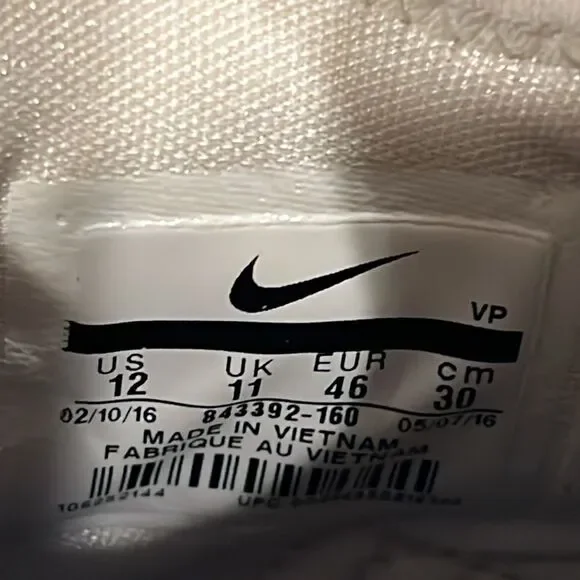 VP
US UK EUR cm
12 11 46 30
02/10/16 843392-160 05/07/16
MADE IN VIETNAM
FABRIQUE AU VIETNAM
UPC